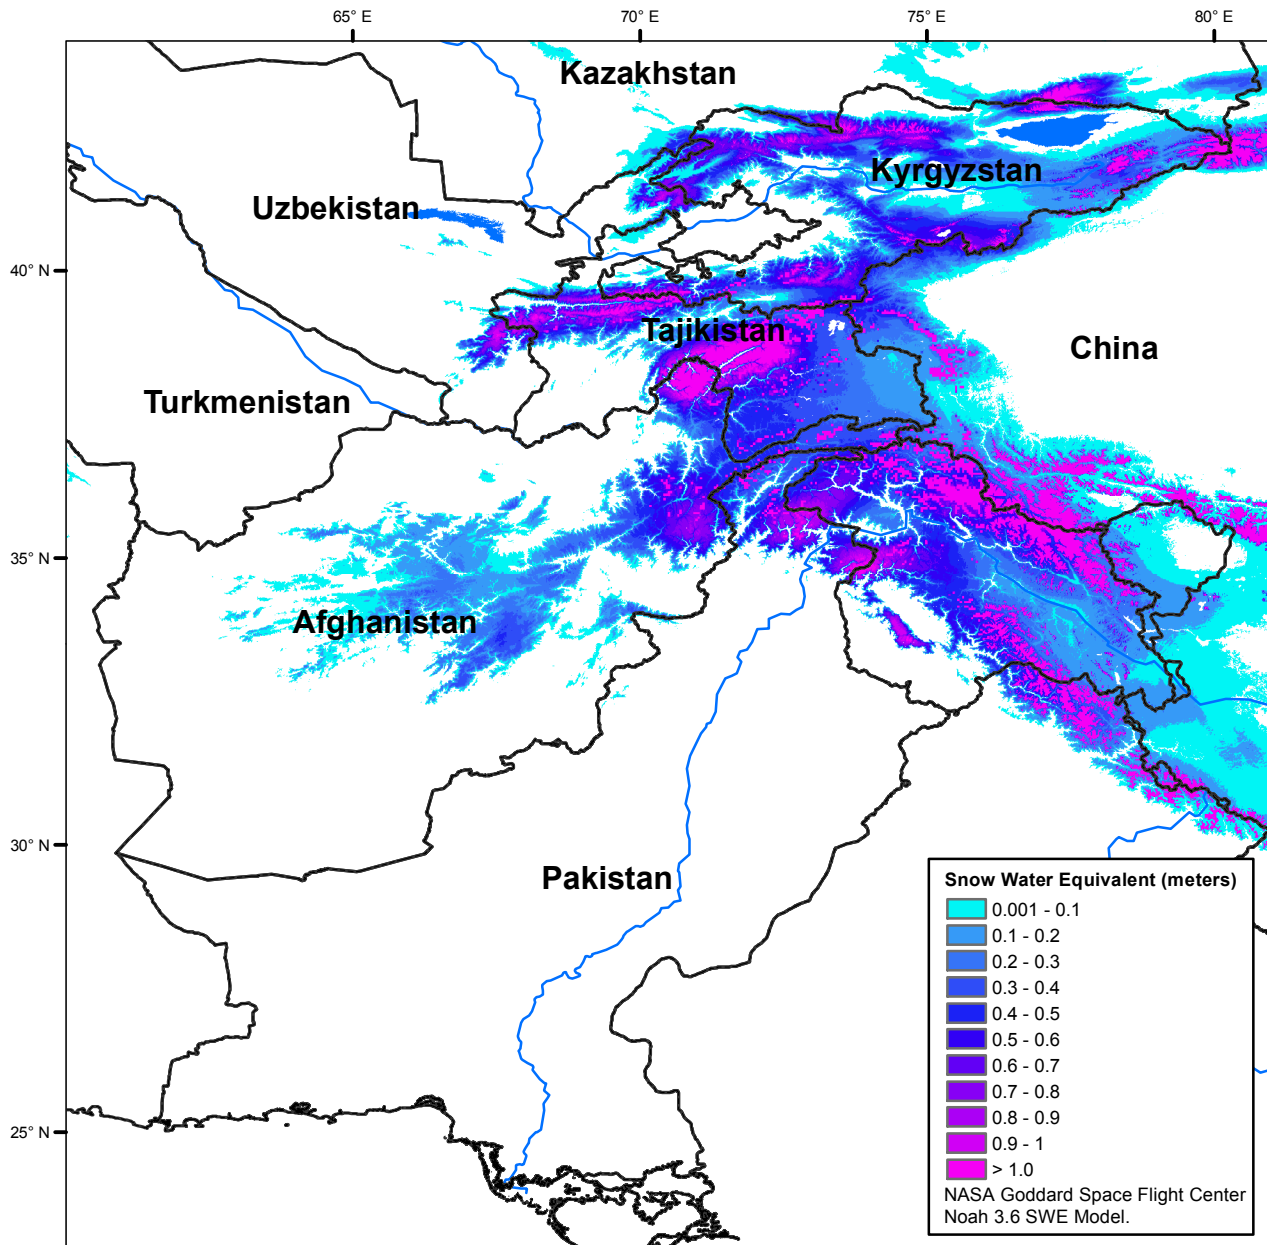 65° E
70° E
75° E
80° E
Kazakhstan
Kyrgyzstan
Uzbekistan
40° N
Tajikistan
China
Turkmenistan
35° N
Afghanistan
30° N
Pakistan
25° N
Snow Water Equivalent (meters)
0.001 - 0.1
0.1 - 0.2
0.2 - 0.3
0.3 - 0.4
0.4 - 0.5
0.5 - 0.6
0.6 - 0.7
0.7 - 0.8
0.8 - 0.9
0.9 - 1
> 1.0
NASA Goddard Space Flight Center
Noah 3.6 SWE Model.